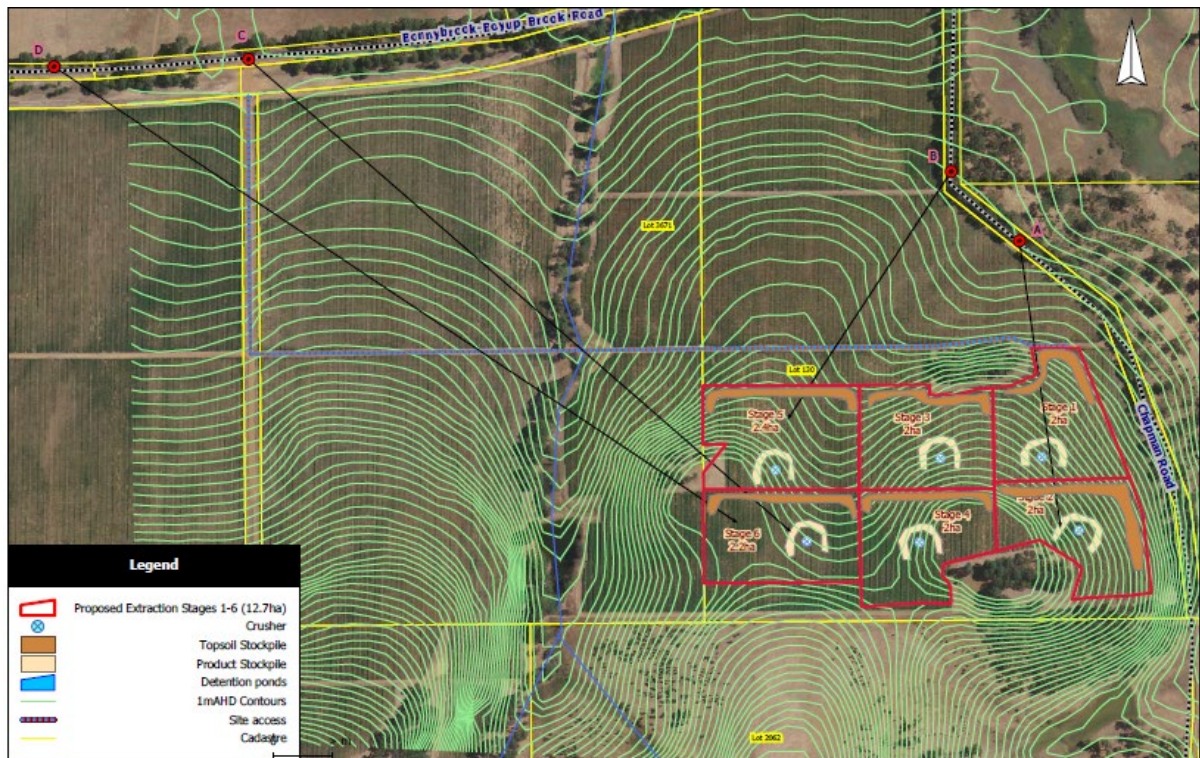 D
C
Bonnybrook-Boyup Brook Road
B
A
Lot 3671
Lot 130
Stage 5
2.4ha
Stage 3
2ha
Stage 1
2ha
Chapman Road
Stage 2
2ha
Stage 4
2ha
Stage 6
2.2ha
Legend
Proposed Extraction Stages 1-6 (12.7ha)
Crusher
Topsoil Stockpile
Product Stockpile
Detention ponds
1mAHD Contours
Site access
Cadastre
Lot 2062